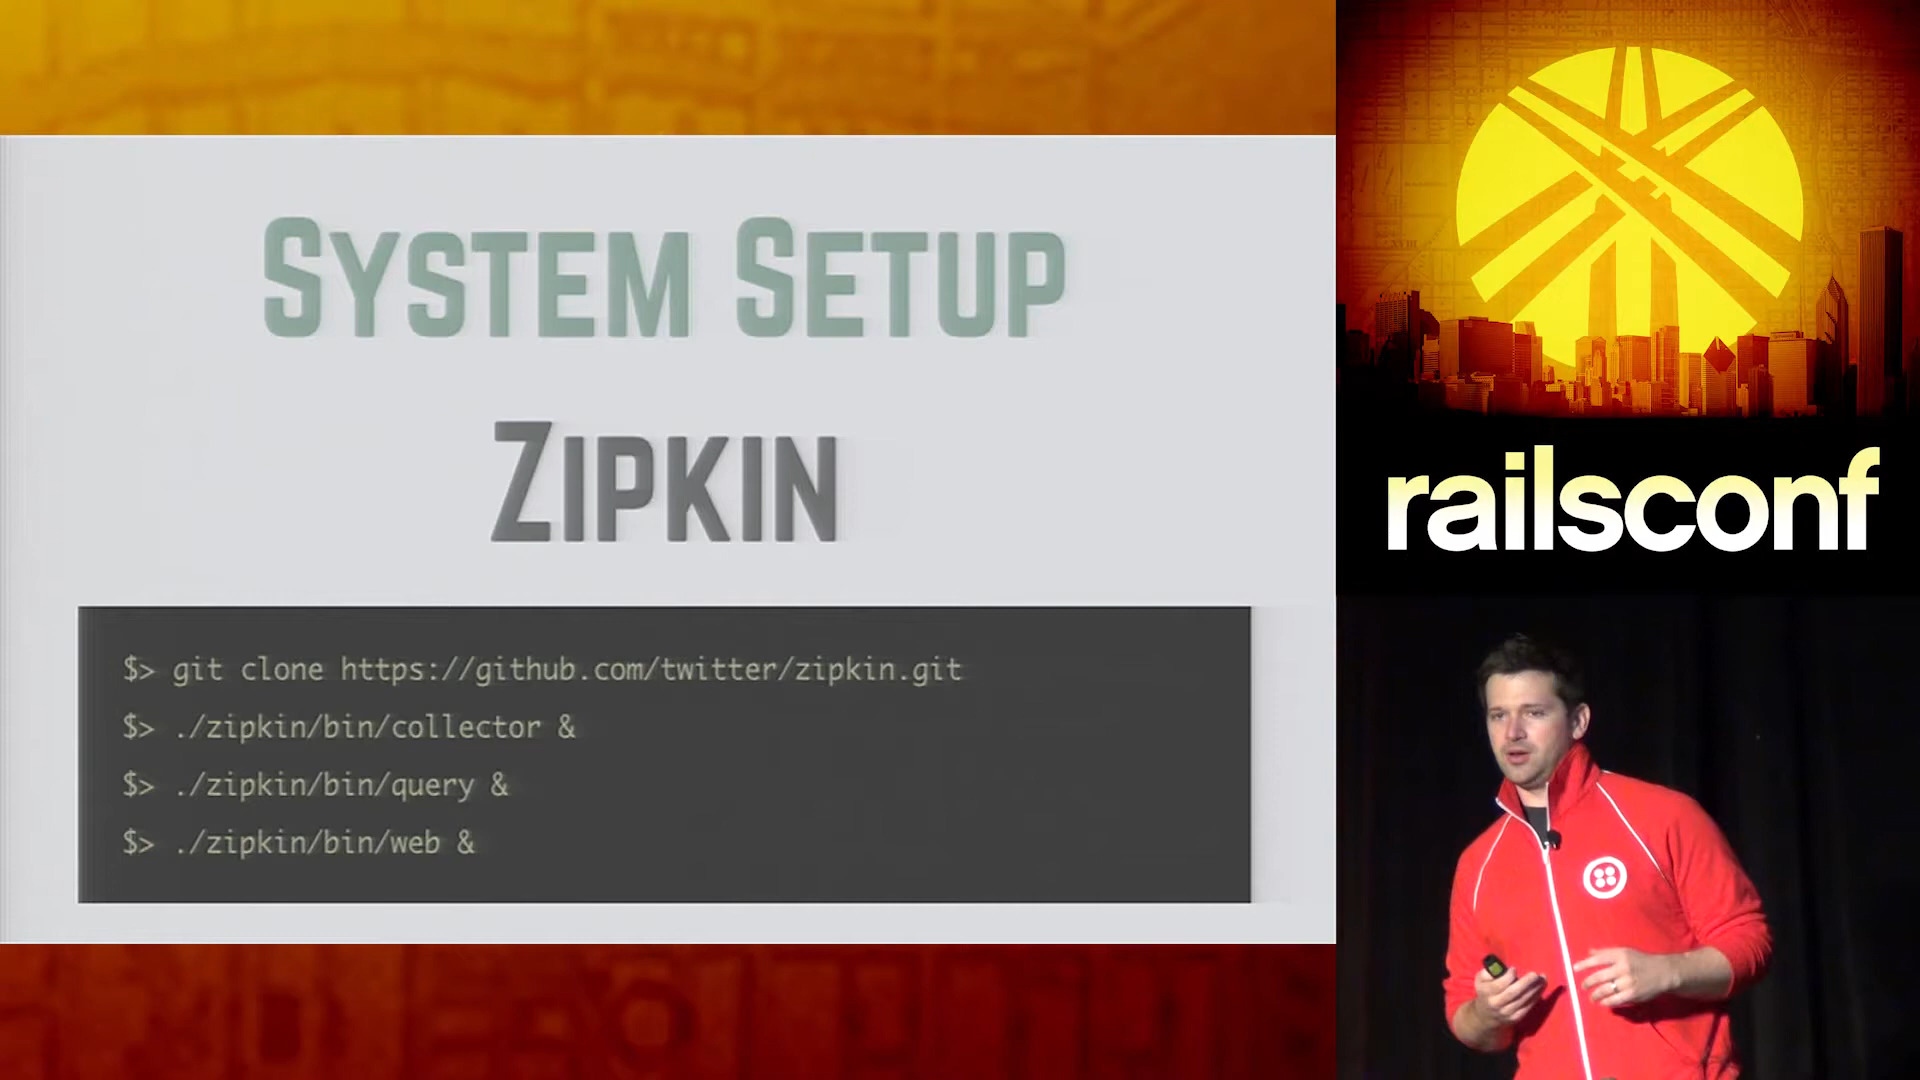 SYSTEM SETUP
ZIPKIN
$> git clone https://github.com/twitter/zipkin.git
$> ./zipkin/bin/collector &
$> ./zipkin/bin/query &
$> ./zipkin/bin/web &
railsconf